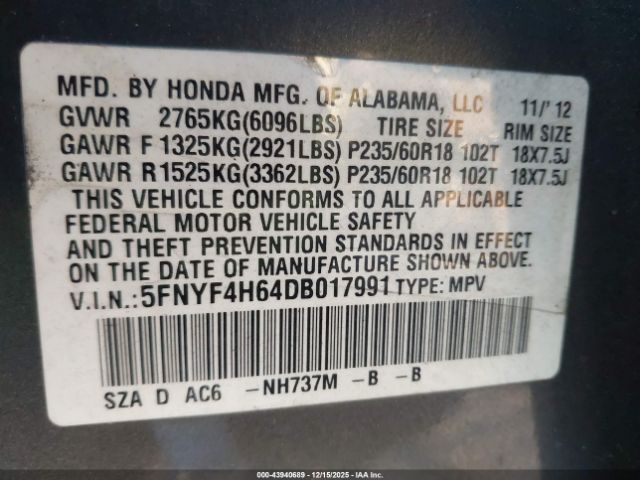 MFD. BY HONDA MFG. OF ALABAMA, LLC 11/'12
GVWR 2765KG(6096LBS) TIRE SIZE RIM SIZE
GAWR F 1325KG(2921LBS) P235/60R18 102T 18X7.5J
GAWR R 1525KG(3362LBS) P235/60R18 102T 18X7.5J
THIS VEHICLE CONFORMS TO ALL APPLICABLE
FEDERAL MOTOR VEHICLE SAFETY
AND THEFT PREVENTION STANDARDS IN EFFECT
ON THE DATE OF MANUFACTURE SHOWN ABOVE.
V.I.N.:5FNYF4H64DB017991 TYPE: MPV
SZA D AC6 -NH737M -B -B
000-43940689 - 12/15/2025 - IAAI.CA